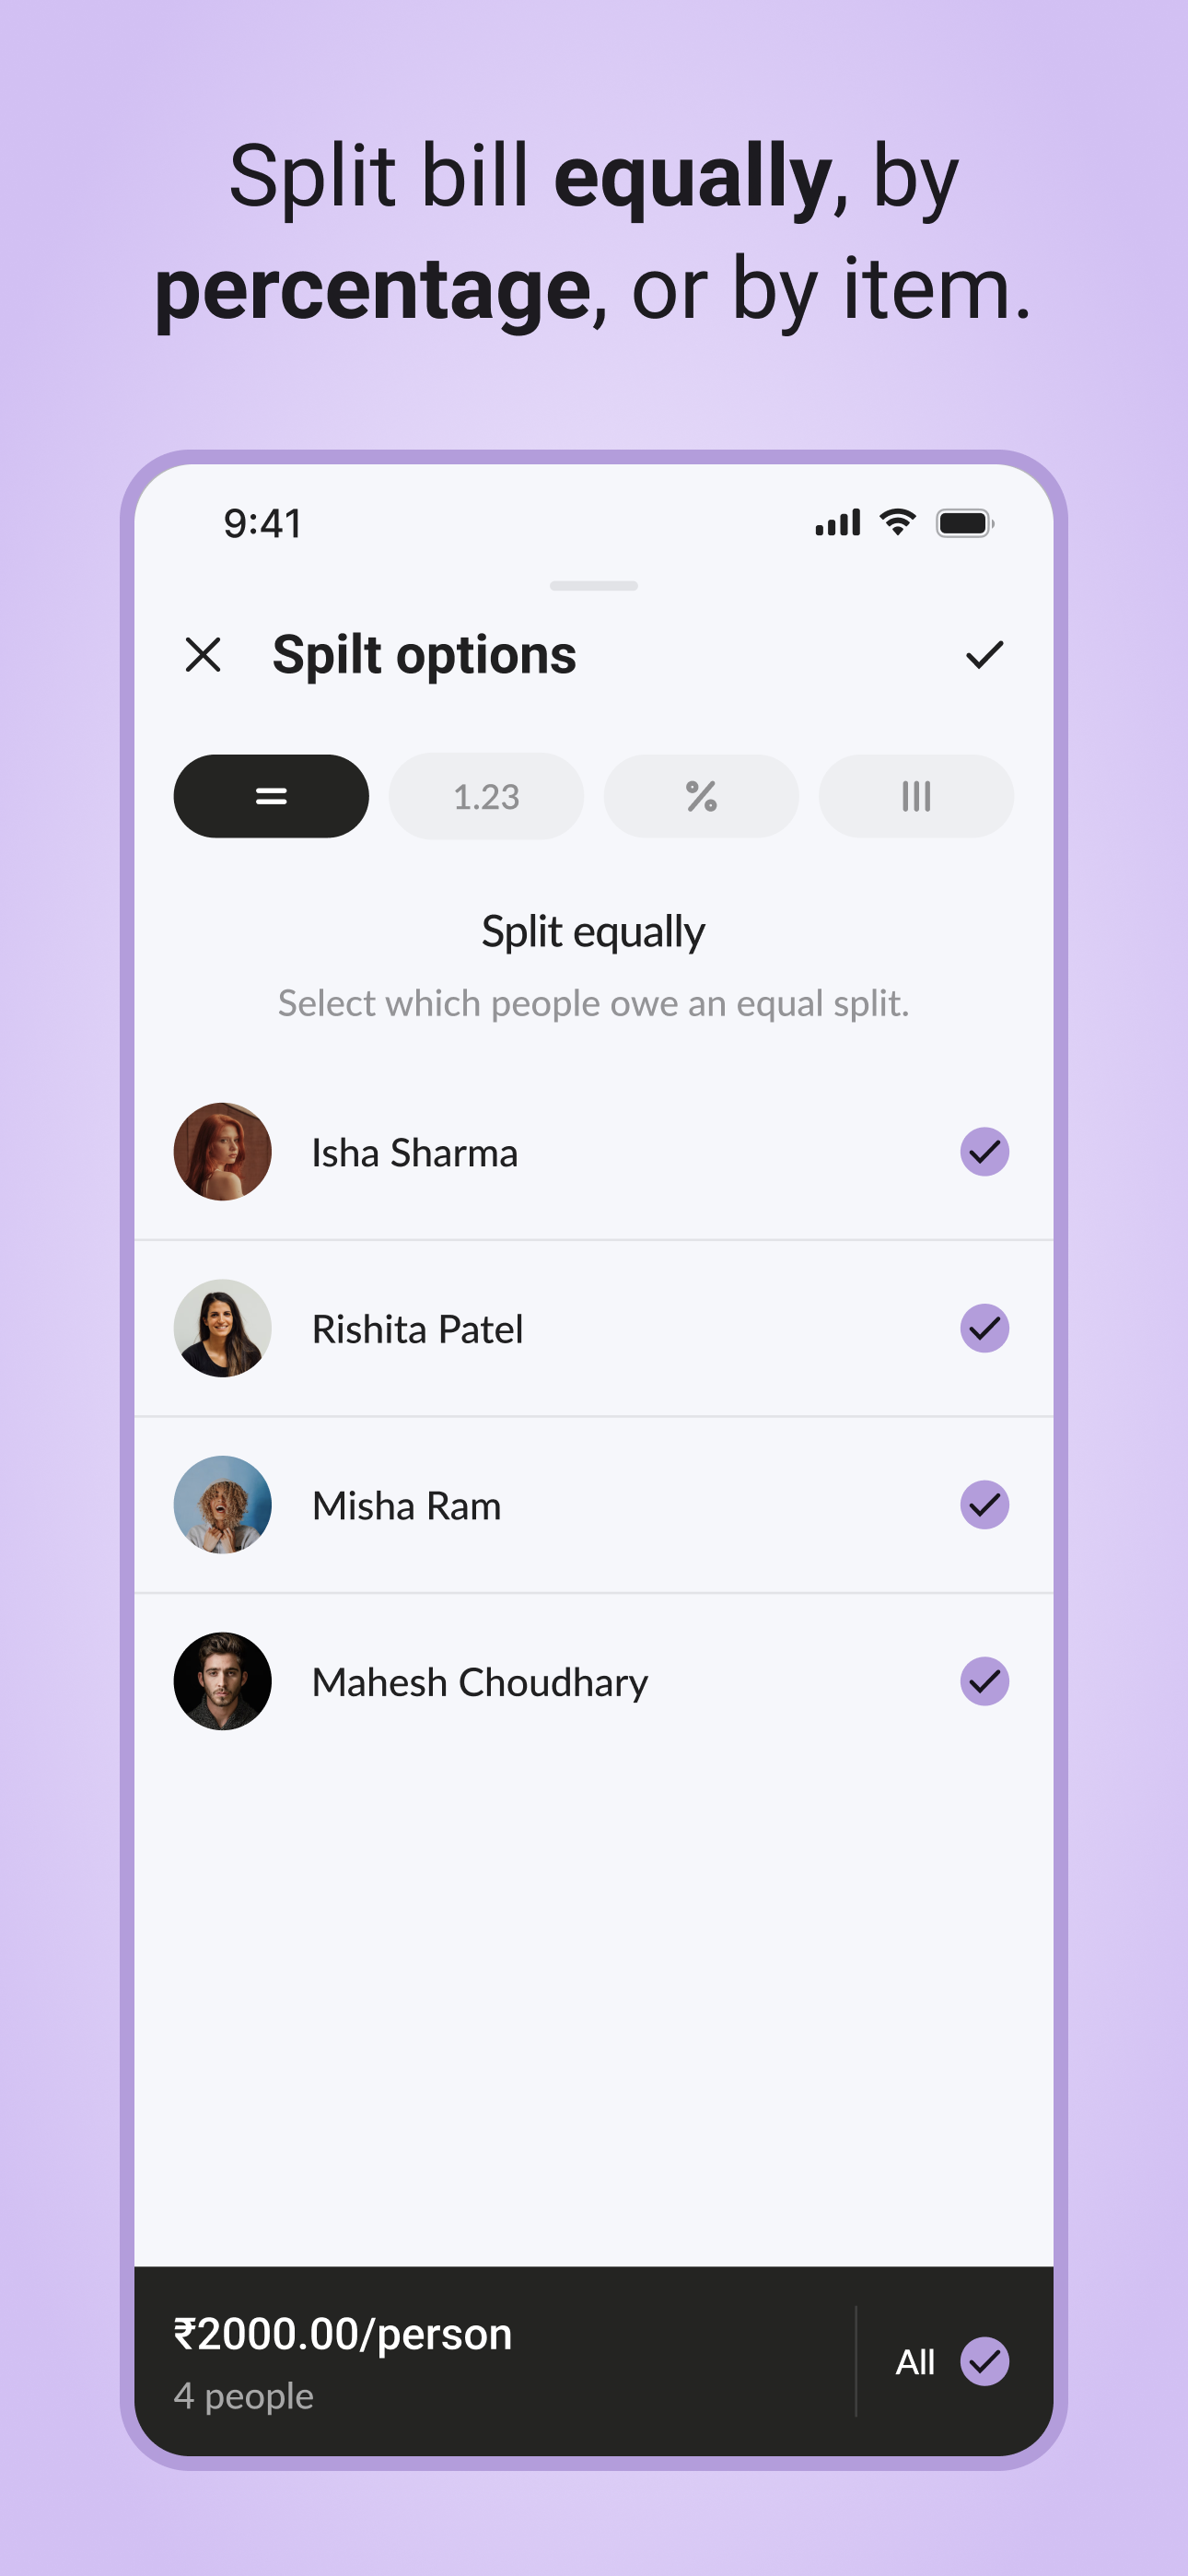 Split bill equally, by
percentage, or by item.
9:41
Spilt options
= 1.23 %
Split equally
Select which people owe an equal split.
Isha Sharma
Rishita Patel
Misha Ram
Mahesh Choudhary
₹2000.00/person
All
4 people